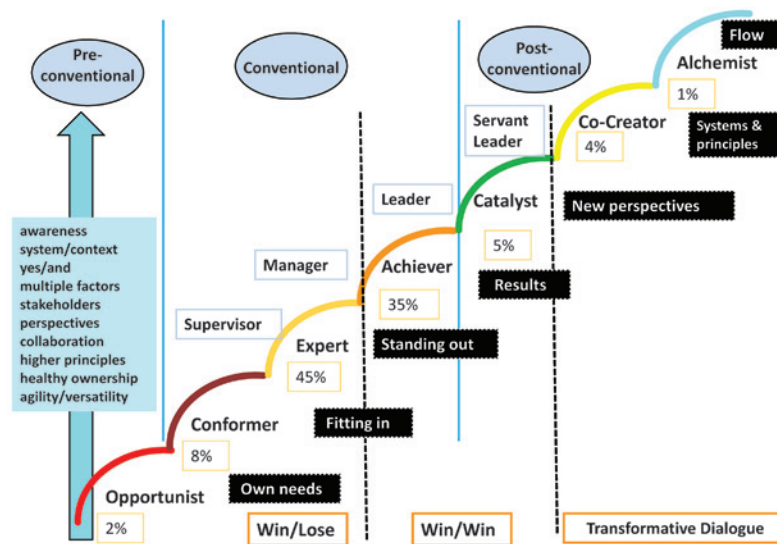 Pre-
conventional
Conventional
Post-
conventional
Flow
Alchemist
1%
Servant
Leader
Co-Creator
4%
Systems &
principles
Leader
Catalyst
New perspectives
5%
awareness
system/context
yes/and
multiple factors
stakeholders
perspectives
collaboration
higher principles
healthy ownership
agility/versatility
Manager
Achiever
Results
35%
Supervisor
Expert
Standing out
45%
Conformer
Fitting in
8%
Opportunist
Own needs
2%
Win/Lose
Win/Win
Transformative Dialogue